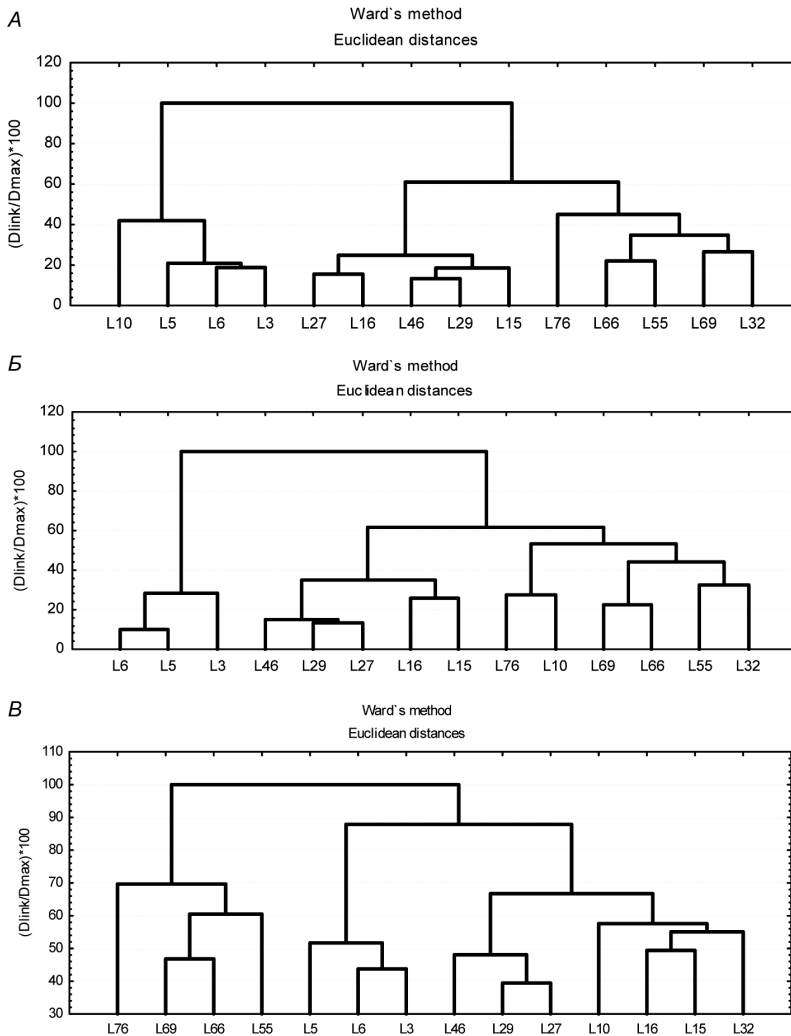 А
Ward`s method
Euclidean distances
(Dlink/Dmax)*100
120
100
80
60
40
20
0
L10 L5 L6 L3 L27 L16 L46 L29 L15 L76 L66 L55 L69 L32
Б
Ward`s method
Euclidean distances
(Dlink/Dmax)*100
120
100
80
60
40
20
0
L6 L5 L3 L46 L29 L27 L16 L15 L76 L10 L69 L66 L55 L32
В
Ward`s method
Euclidean distances
(Dlink/Dmax)*100
110
100
90
80
70
60
50
40
30
L76 L69 L66 L55 L5 L6 L3 L46 L29 L27 L10 L16 L15 L32